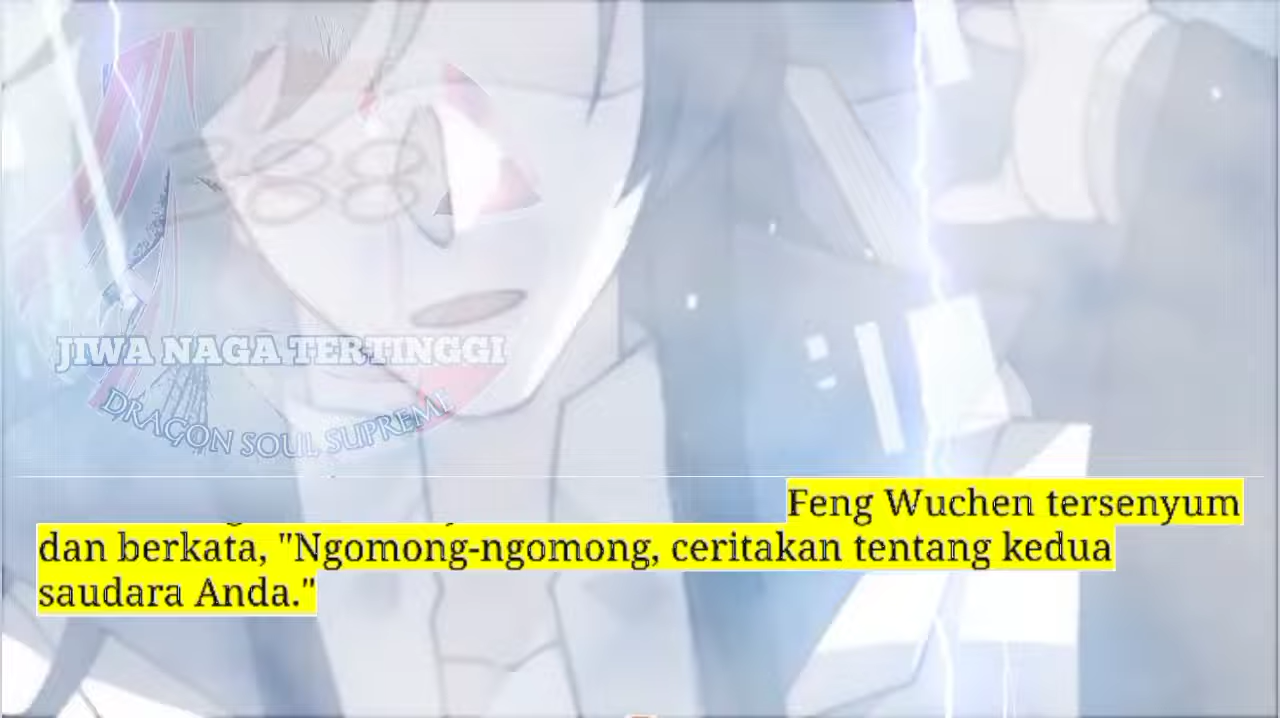 JIWA NAGA TERTINGGI
DRAGON SOUL SUPREME
Feng Wuchen tersenyum
dan berkata, "Ngomong-ngomong, ceritakan tentang kedua
saudara Anda."